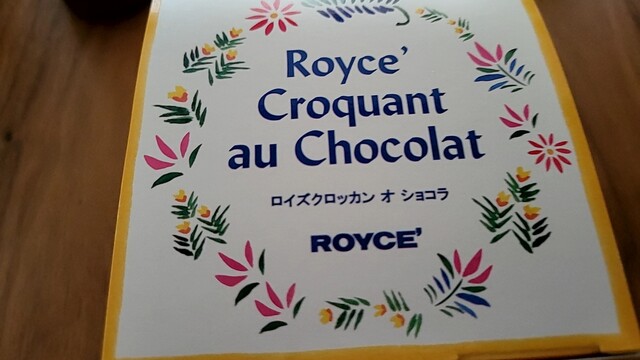 Royce'
Croquant
au Chocolat
ロイズクロッカン オ ショコラ
ROYCE'